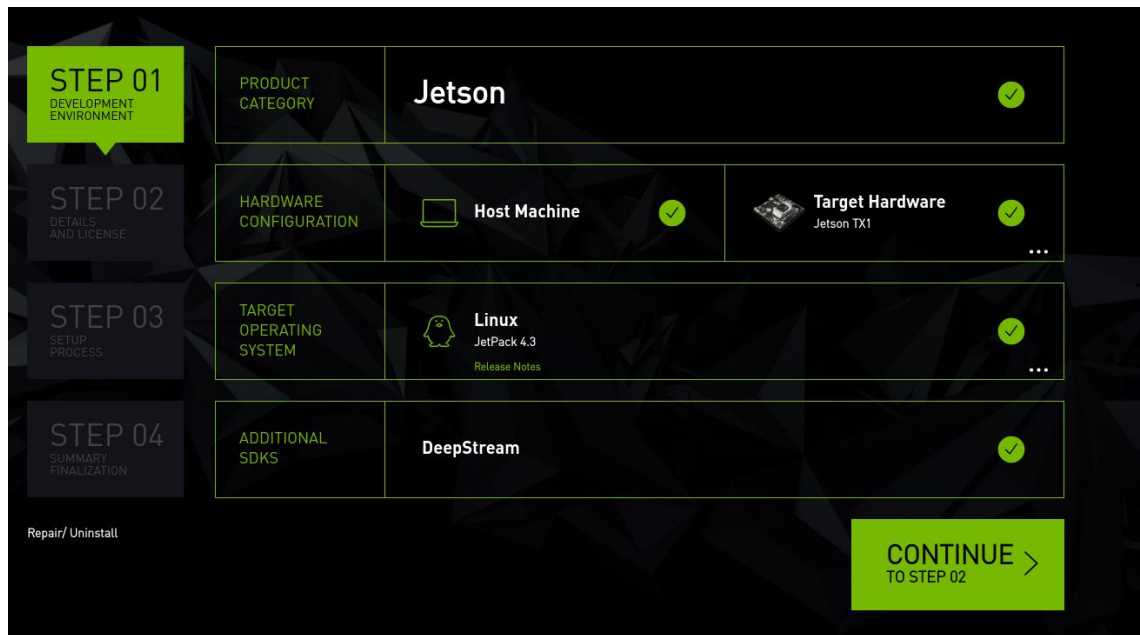 STEP 01
DEVELOPMENT
ENVIRONMENT
PRODUCT
CATEGORY
Jetson
STEP 02
DETAILS
AND LICENSE
HARDWARE
CONFIGURATION
Host Machine
Target Hardware
Jetson TX1
...
STEP 03
SETUP
PROCESS
TARGET
OPERATING
SYSTEM
Linux
JetPack 4.3
Release Notes
...
STEP 04
SUMMARY
FINALIZATION
ADDITIONAL
SDKS
DeepStream
Repair/ Uninstall
CONTINUE >
TO STEP 02